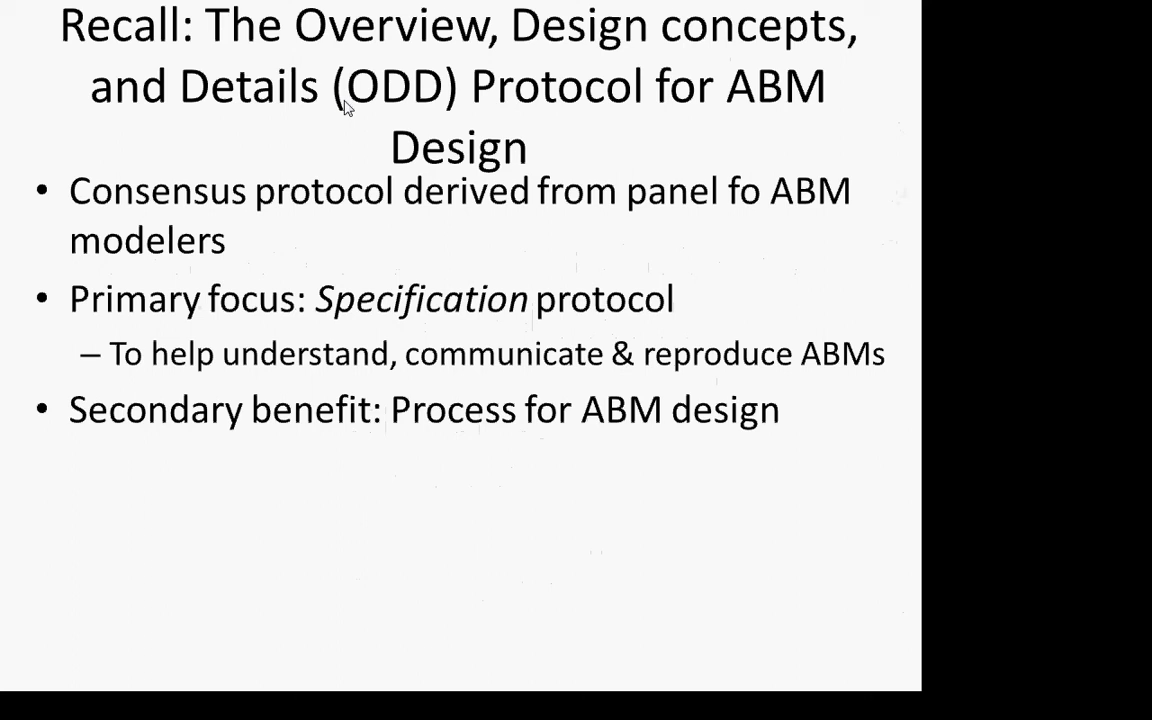 Recall: The Overview, Design concepts,
and Details (ODD) Protocol for ABM
Design
• Consensus protocol derived from panel fo ABM
modelers
• Primary focus: Specification protocol
– To help understand, communicate & reproduce ABMs
• Secondary benefit: Process for ABM design